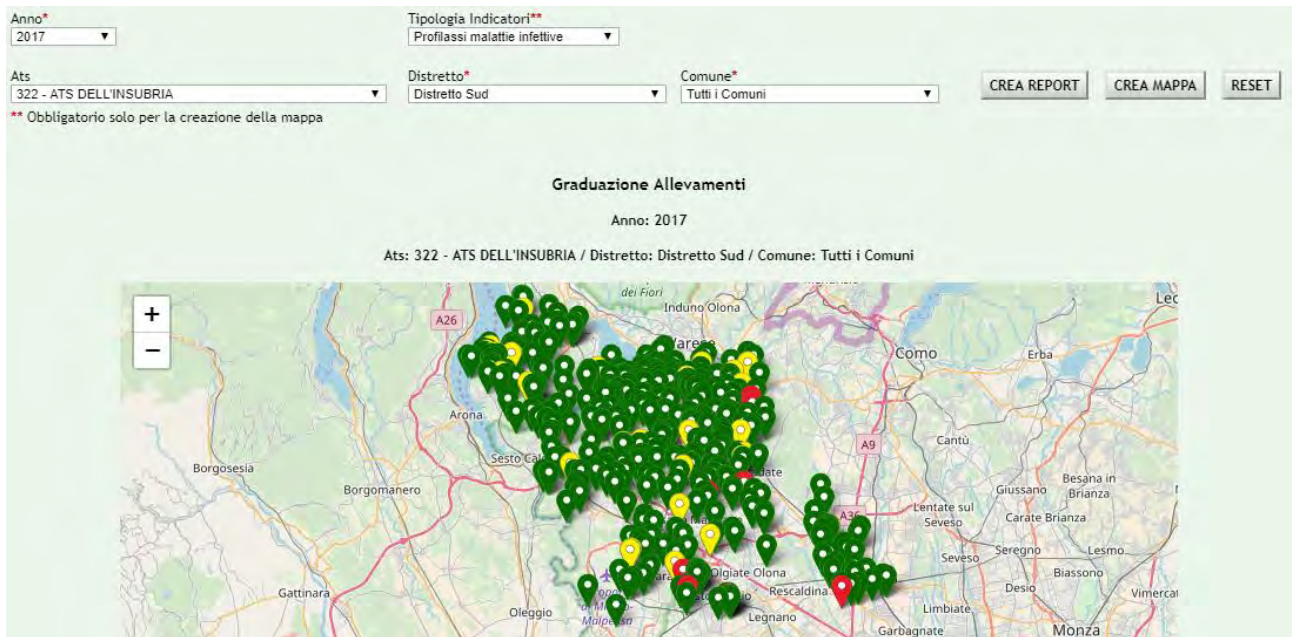 Anno*
2017
Tipologia Indicatori**
Profilassi malattie infettive
Ats
322 - ATS DELL'INSUBRIA
Distretto*
Distretto Sud
Comune*
Tutti i Comuni
CREA REPORT
CREA MAPPA
RESET
** Obbligatorio solo per la creazione della mappa
Graduazione Allevamenti
Anno: 2017
Ats: 322 - ATS DELL'INSUBRIA / Distretto: Distretto Sud / Comune: Tutti i Comuni
+
−
dei Fiori
Induno Olona
A26
Como
Erba
Arona
A9
Cantù
Borgosesia
Borgomanero
Giussano
Besana in
Brianza
Lentate sul
Seveso
A36
Carate Brianza
Seregno
Lesmo
Seveso
Biassono
Olgiate Olona
Desio
Gattinara
Rescaldina
Limbiate
Oleggio
Legnano
Garbagnate
Monza